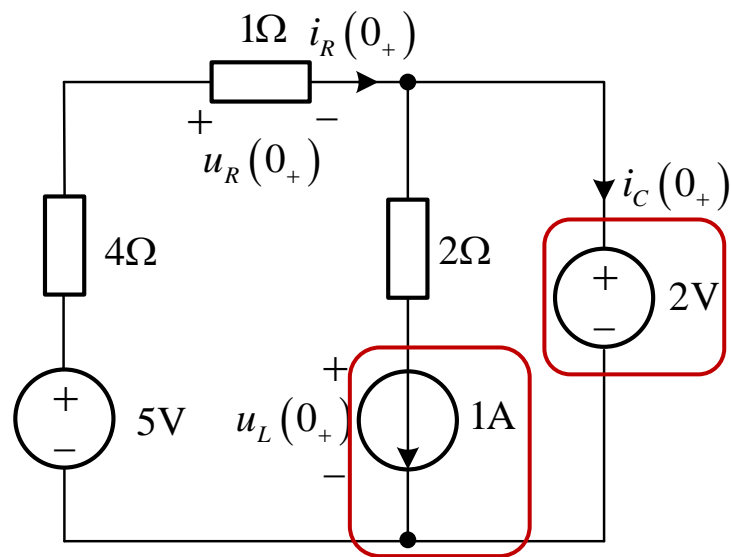 1Ω
i_R(0_+)
+ −
u_R(0_+)
i_C(0_+)
4Ω
2Ω
+
−
2V
+
−
5V
+
u_L(0_+)
−
1A